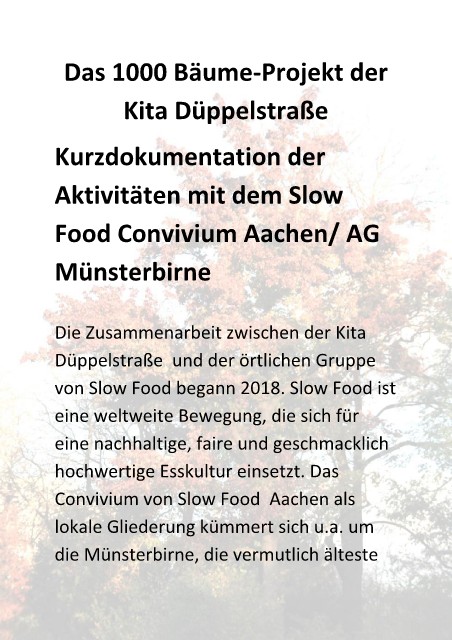 Das 1000 Bäume-Projekt der
Kita Düppelstraße
Kurzdokumentation der
Aktivitäten mit dem Slow
Food Convivium Aachen/ AG
Münsterbirne
Die Zusammenarbeit zwischen der Kita
Düppelstraße  und der örtlichen Gruppe
von Slow Food begann 2018. Slow Food ist
eine weltweite Bewegung, die sich für
eine nachhaltige, faire und geschmacklich
hochwertige Esskultur einsetzt. Das
Convivium von Slow Food  Aachen als
lokale Gliederung kümmert sich u.a. um
die Münsterbirne, die vermutlich älteste